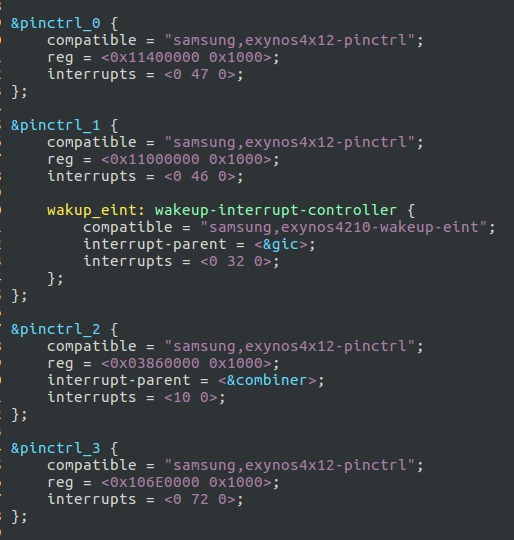 &pinctrl_0 {
    compatible = "samsung,exynos4x12-pinctrl";
    reg = <0x11400000 0x1000>;
    interrupts = <0 47 0>;
};
&pinctrl_1 {
    compatible = "samsung,exynos4x12-pinctrl";
    reg = <0x11000000 0x1000>;
    interrupts = <0 46 0>;
    wakup_eint: wakeup-interrupt-controller {
        compatible = "samsung,exynos4210-wakeup-eint";
        interrupt-parent = <&gic>;
        interrupts = <0 32 0>;
    };
};
&pinctrl_2 {
    compatible = "samsung,exynos4x12-pinctrl";
    reg = <0x03860000 0x1000>;
    interrupt-parent = <&combiner>;
    interrupts = <10 0>;
};
&pinctrl_3 {
    compatible = "samsung,exynos4x12-pinctrl";
    reg = <0x106E0000 0x1000>;
    interrupts = <0 72 0>;
};